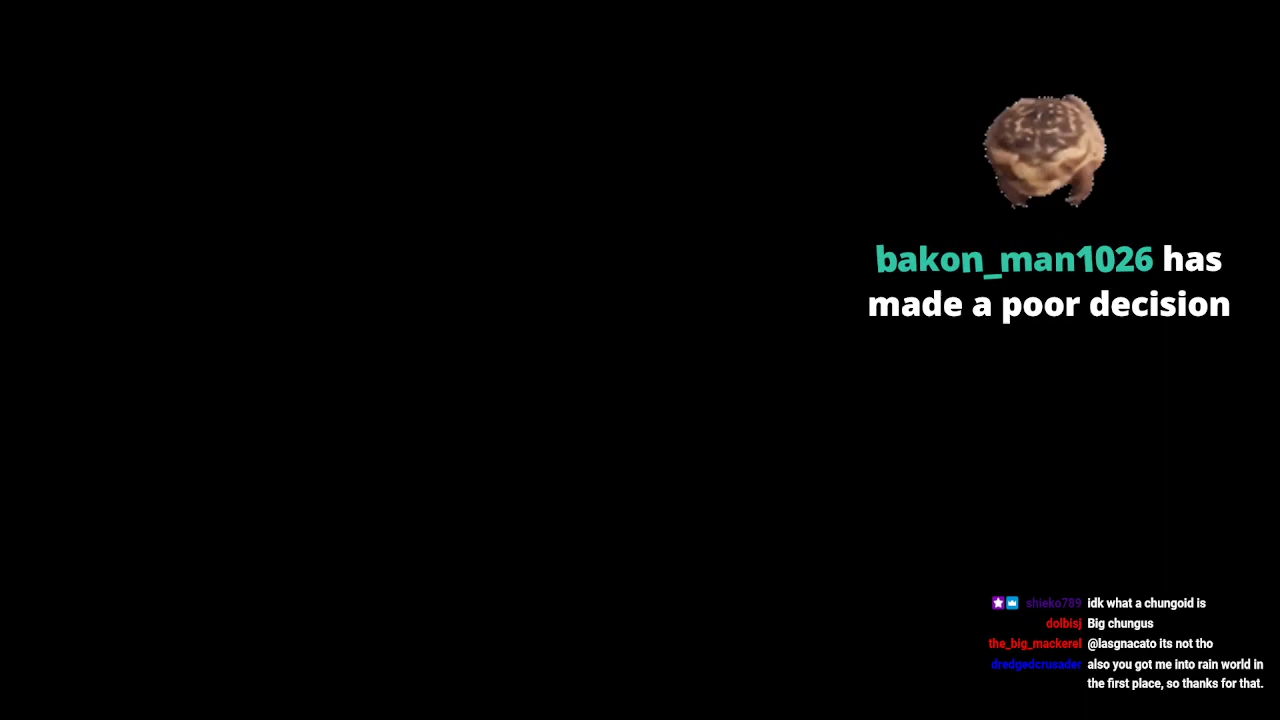 bakon_man1026 has
made a poor decision
shieko789 idk what a chungoid is
dolbisj Big chungus
the_big_mackerel @lasgnacato its not tho
dredgedcrusader also you got me into rain world in
the first place, so thanks for that.